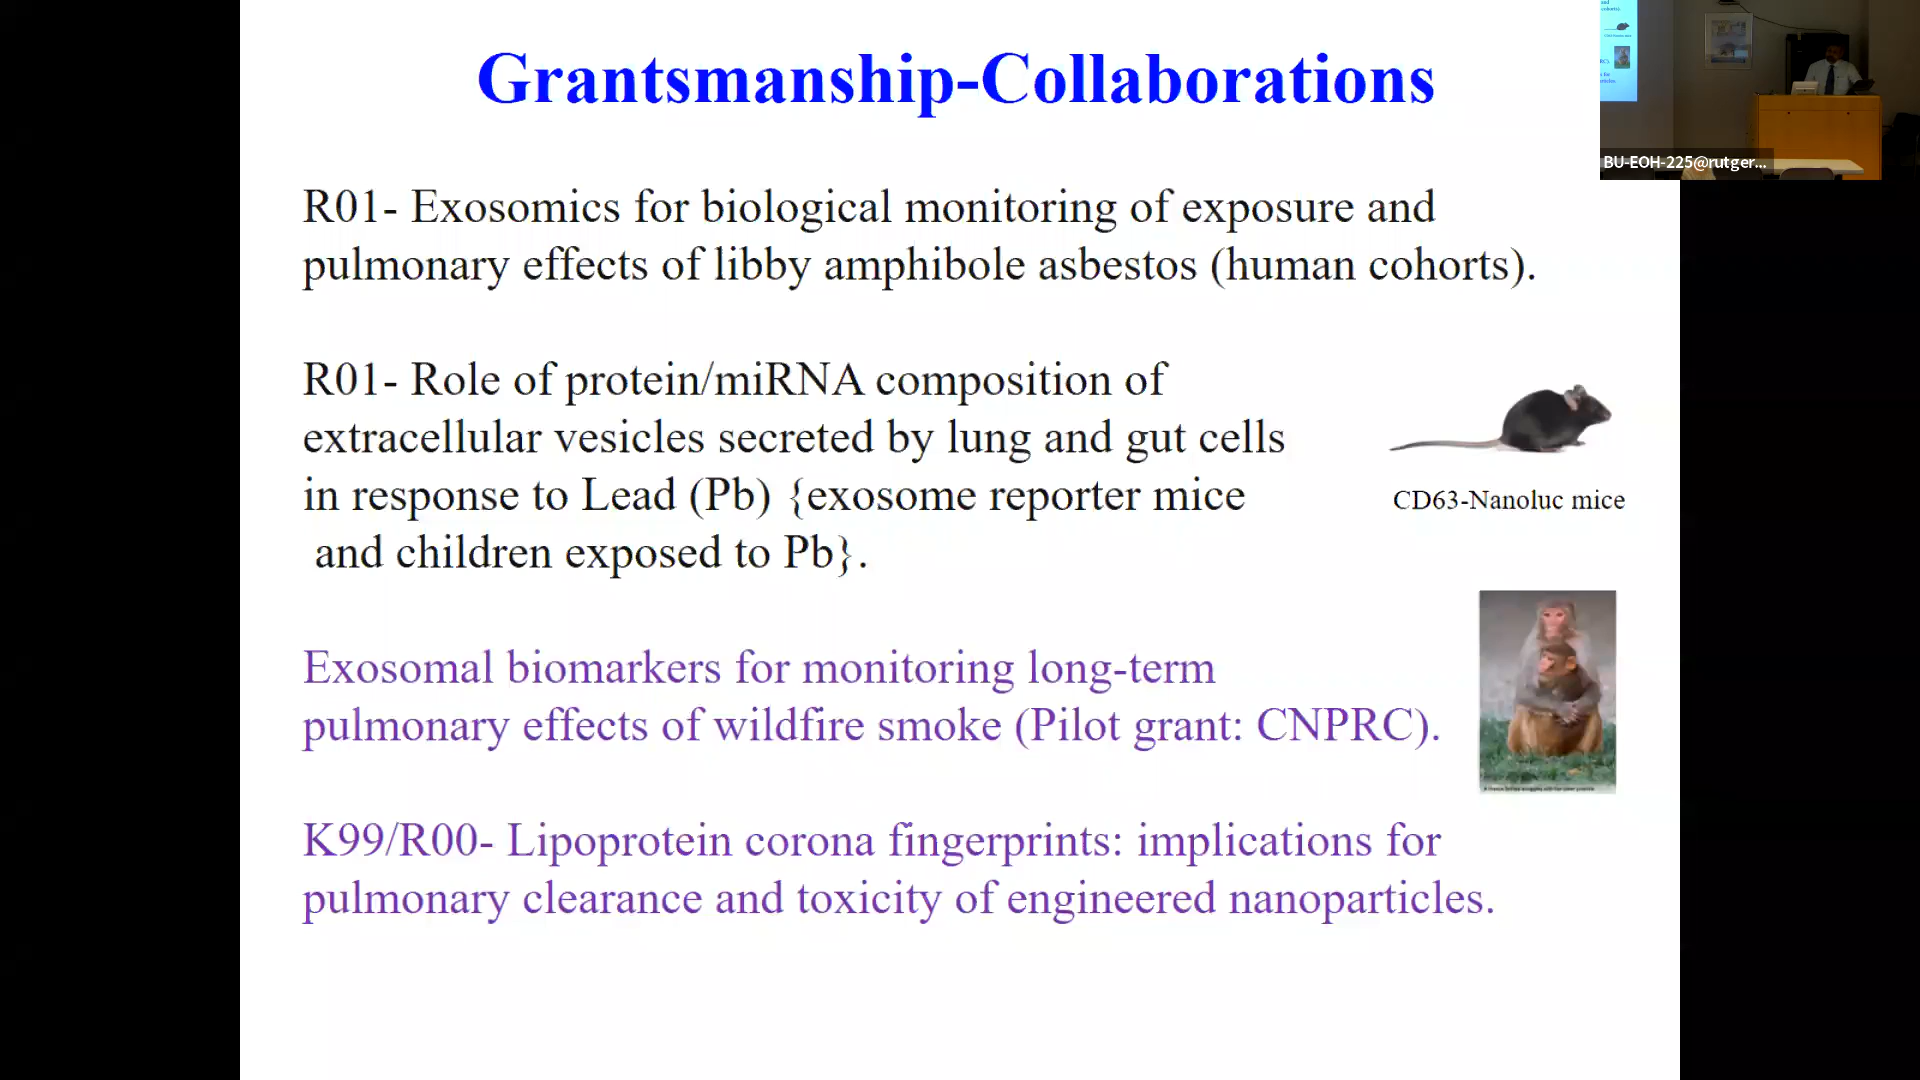 Grantsmanship-Collaborations
R01- Exosomics for biological monitoring of exposure and
pulmonary effects of libby amphibole asbestos (human cohorts).
R01- Role of protein/miRNA composition of
extracellular vesicles secreted by lung and gut cells
in response to Lead (Pb) {exosome reporter mice
and children exposed to Pb}.
CD63-Nanoluc mice
Exosomal biomarkers for monitoring long-term
pulmonary effects of wildfire smoke (Pilot grant: CNPRC).
K99/R00- Lipoprotein corona fingerprints: implications for
pulmonary clearance and toxicity of engineered nanoparticles.
BU-EOH-225@rutger...